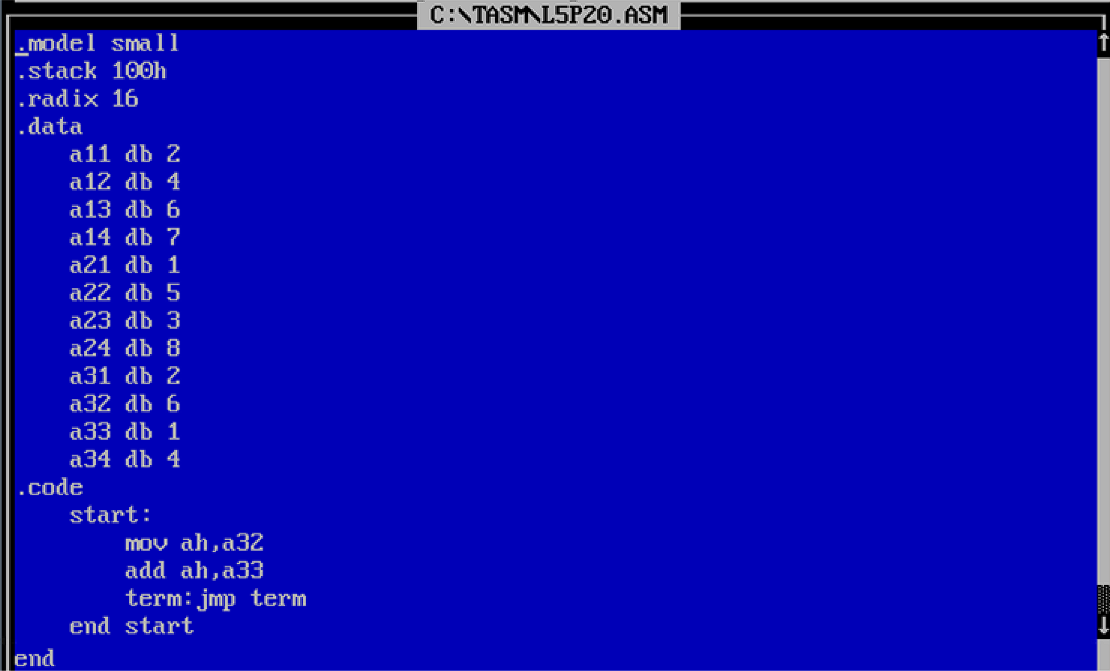 C:\TASM\L5P20.ASM
.model small
.stack 100h
.radix 16
.data
a11 db 2
a12 db 4
a13 db 6
a14 db 7
a21 db 1
a22 db 5
a23 db 3
a24 db 8
a31 db 2
a32 db 6
a33 db 1
a34 db 4
.code
start:
mov ah,a32
add ah,a33
term:jmp term
end start
end